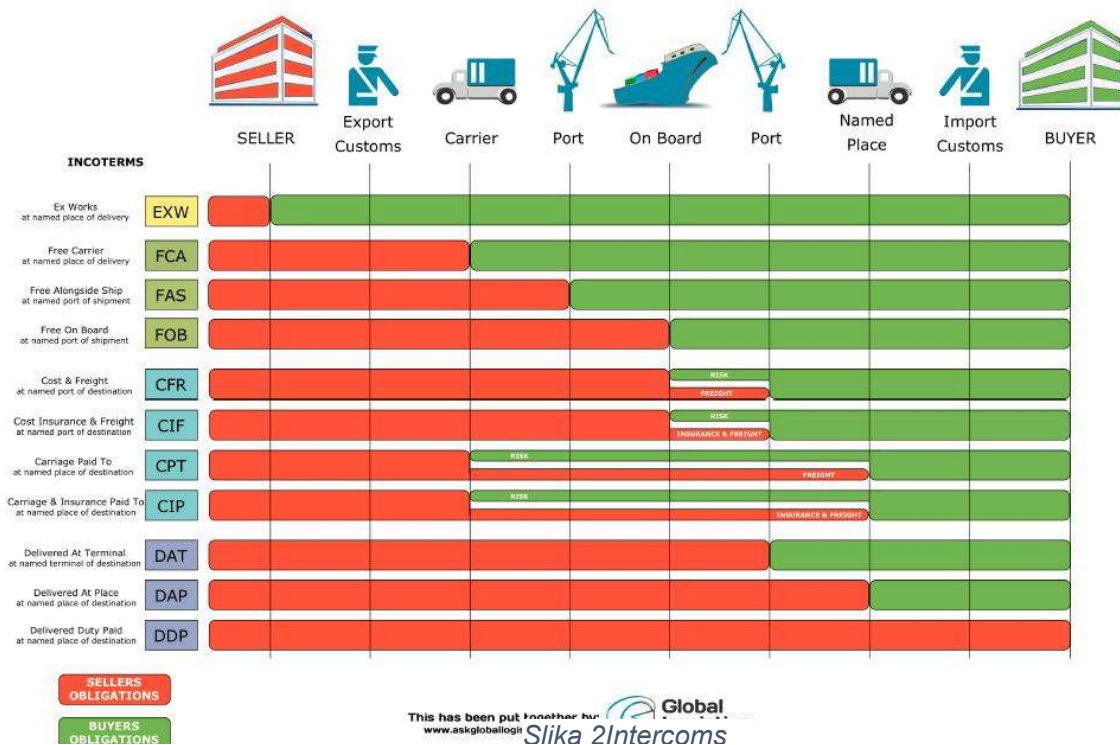 SELLER
Export
Customs
Carrier
Port
On Board
Port
Named
Place
Import
Customs
BUYER
INCOTERMS
Ex Works
at named place of delivery
EXW
Free Carrier
at named place of delivery
FCA
Free Alongside Ship
at named port of shipment
FAS
Free On Board
at named port of shipment
FOB
Cost & Freight
at named port of destination
CFR
RISK
FREIGHT
Cost Insurance & Freight
at named port of destination
CIF
RISK
INSURANCE & FREIGHT
Carriage Paid To
at named place of destination
CPT
RISK
FREIGHT
Carriage & Insurance Paid To
at named place of destination
CIP
RISK
INSURANCE & FREIGHT
Delivered At Terminal
at named terminal of destination
DAT
Delivered At Place
at named place of destination
DAP
Delivered Duty Paid
at named place of destination
DDP
SELLERS
OBLIGATIONS
BUYERS
OBLIGATIONS
This has been put together by:
Global
Slika 2Intercoms